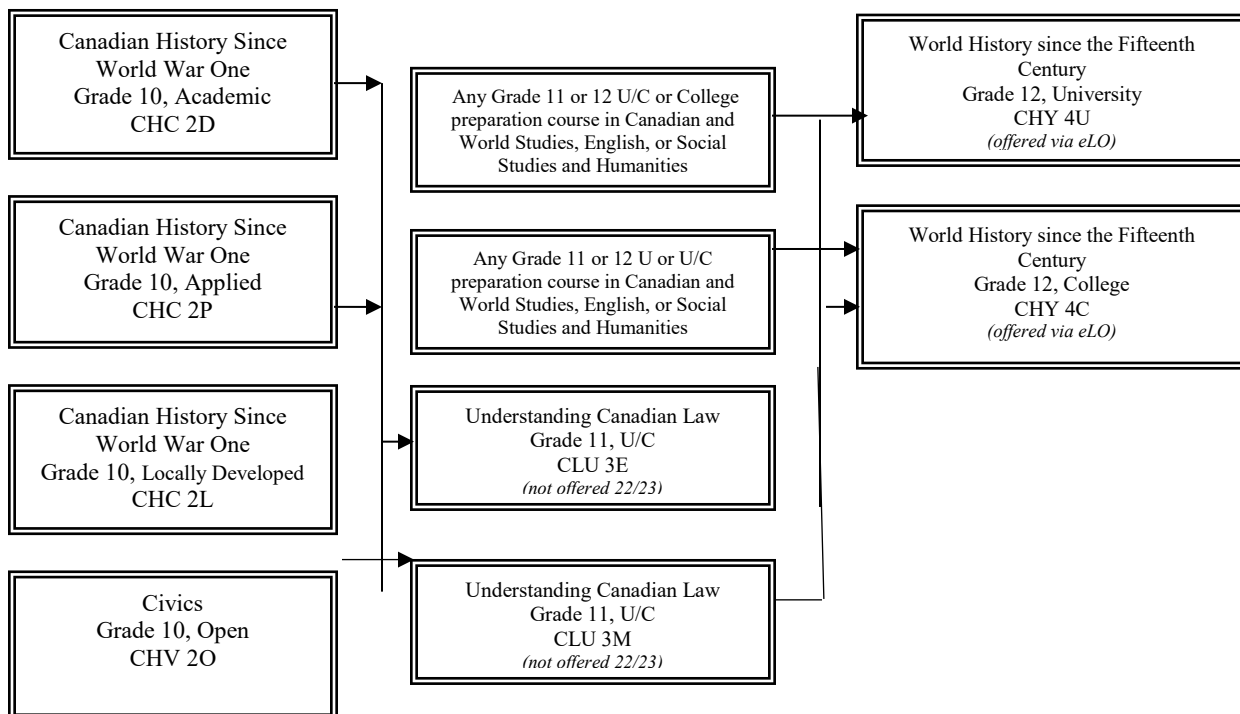 Canadian History Since
World War One
Grade 10, Academic
CHC 2D
Canadian History Since
World War One
Grade 10, Applied
CHC 2P
Canadian History Since
World War One
Grade 10, Locally Developed
CHC 2L
Civics
Grade 10, Open
CHV 2O
Any Grade 11 or 12 U/C or College
preparation course in Canadian and
World Studies, English, or Social
Studies and Humanities
Any Grade 11 or 12 U or U/C
preparation course in Canadian and
World Studies, English, or Social
Studies and Humanities
Understanding Canadian Law
Grade 11, U/C
CLU 3E
(not offered 22/23)
Understanding Canadian Law
Grade 11, U/C
CLU 3M
(not offered 22/23)
World History since the Fifteenth
Century
Grade 12, University
CHY 4U
(offered via eLO)
World History since the Fifteenth
Century
Grade 12, College
CHY 4C
(offered via eLO)